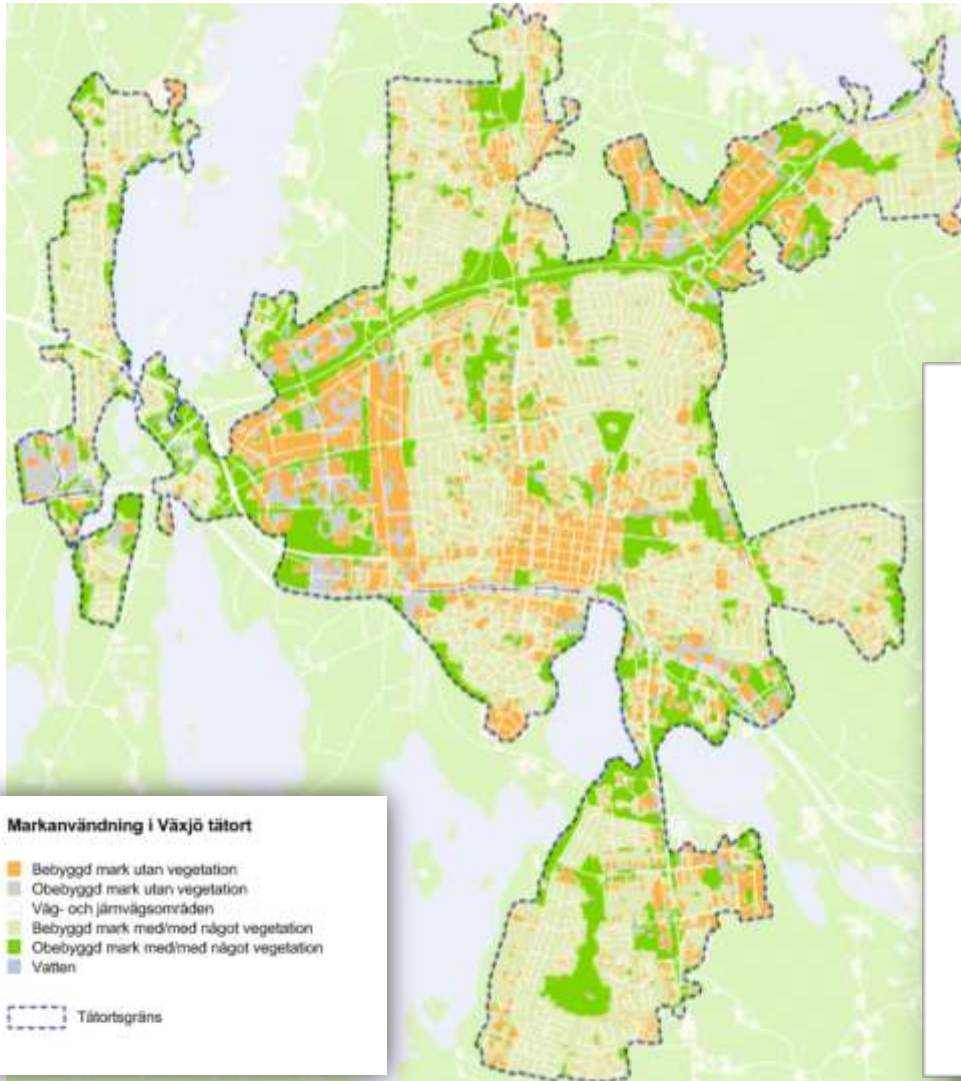 Markanvändning i Växjö tätort
Bebyggd mark utan vegetation
Obebyggd mark utan vegetation
Väg- och järnvägsområden
Bebyggd mark med/med något vegetation
Obebyggd mark med/med något vegetation
Vatten
Tätortsgräns